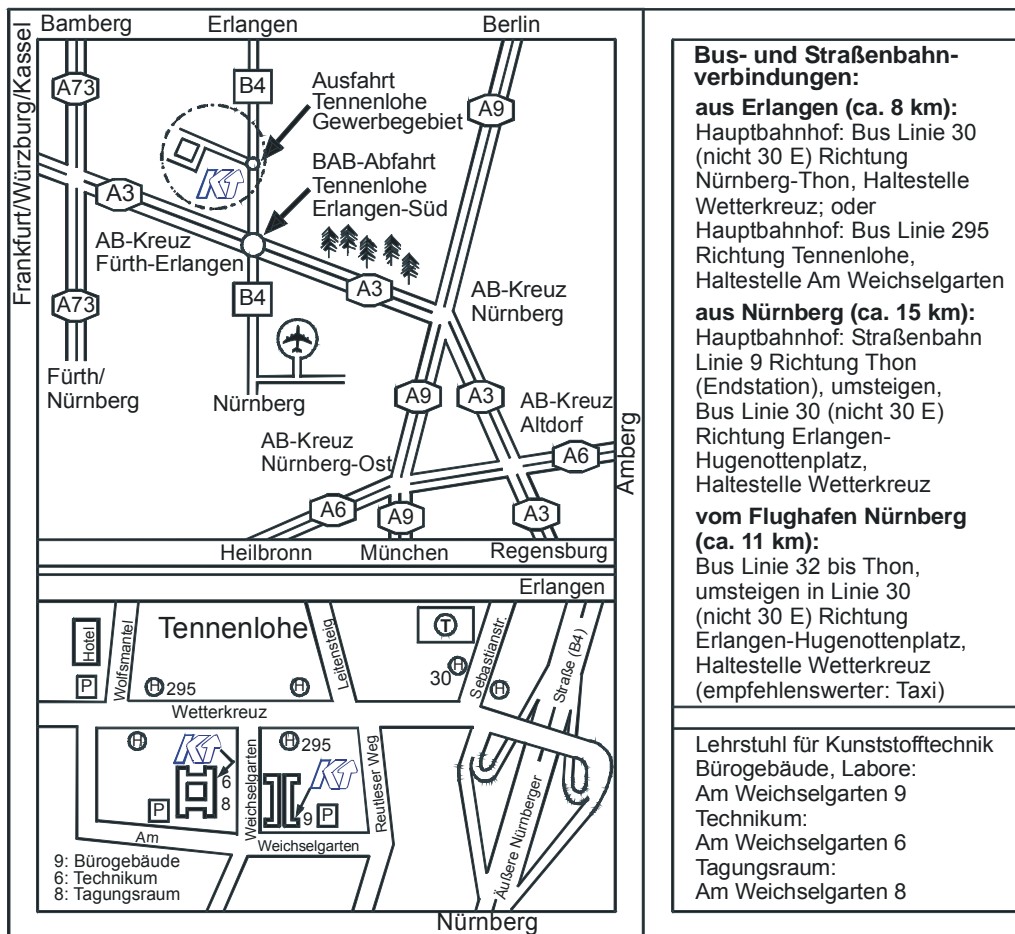 Bamberg Erlangen Berlin
Frankfurt/Würzburg/Kassel
A73
B4
A9
Ausfahrt
Tennenlohe
Gewerbegebiet
KT
BAB-Abfahrt
Tennenlohe
Erlangen-Süd
A3
AB-Kreuz
Fürth-Erlangen
A73
B4
A3
AB-Kreuz
Nürnberg
Fürth/
Nürnberg
Nürnberg
A9
A3
AB-Kreuz
Altdorf
AB-Kreuz
Nürnberg-Ost
A6
Amberg
A6
A9
A3
Heilbronn München Regensburg
Erlangen
Tennenlohe
Hotel
P
Wolfsmantel
H 295
H
Leitensteig
T
30 H
Sebastianstr.
H
Straße (B4)
Wetterkreuz
H
KT
6
8
P
Weichselgarten
H 295
KT
9
P
Reutleser Weg
Am
Weichselgarten
Äußere Nürnberger
9: Bürogebäude
6: Technikum
8: Tagungsraum
Nürnberg
Bus- und Straßenbahn-
verbindungen:
aus Erlangen (ca. 8 km):
Hauptbahnhof: Bus Linie 30
(nicht 30 E) Richtung
Nürnberg-Thon, Haltestelle
Wetterkreuz; oder
Hauptbahnhof: Bus Linie 295
Richtung Tennenlohe,
Haltestelle Am Weichselgarten
aus Nürnberg (ca. 15 km):
Hauptbahnhof: Straßenbahn
Linie 9 Richtung Thon
(Endstation), umsteigen,
Bus Linie 30 (nicht 30 E)
Richtung Erlangen-
Hugenottenplatz,
Haltestelle Wetterkreuz
vom Flughafen Nürnberg
(ca. 11 km):
Bus Linie 32 bis Thon,
umsteigen in Linie 30
(nicht 30 E) Richtung
Erlangen-Hugenottenplatz,
Haltestelle Wetterkreuz
(empfehlenswerter: Taxi)
Lehrstuhl für Kunststofftechnik
Bürogebäude, Labore:
Am Weichselgarten 9
Technikum:
Am Weichselgarten 6
Tagungsraum:
Am Weichselgarten 8